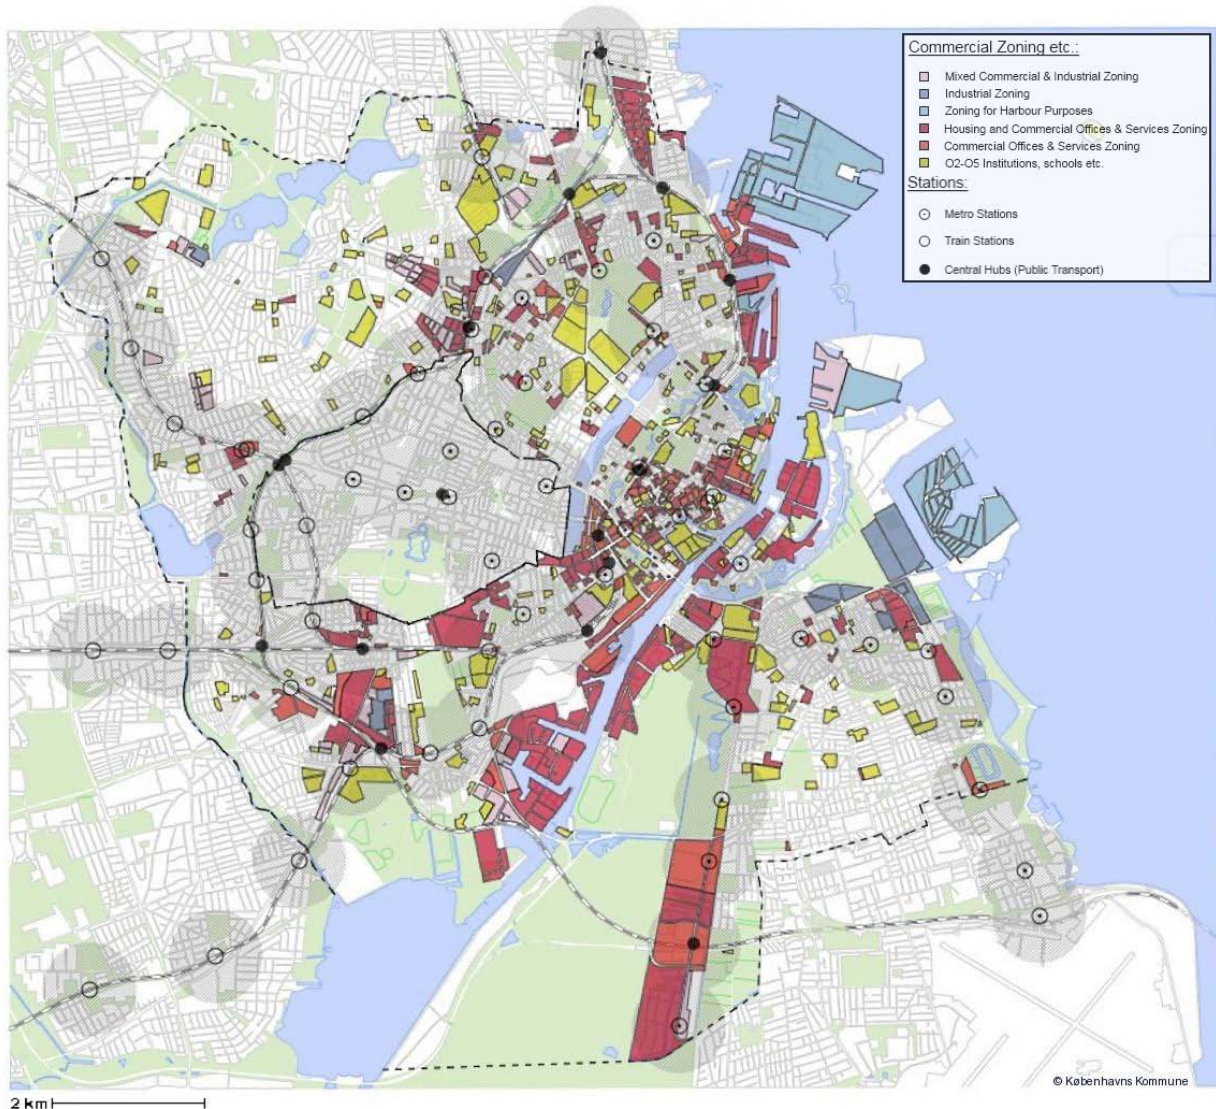 Commercial Zoning etc.:
Mixed Commercial & Industrial Zoning
Industrial Zoning
Zoning for Harbour Purposes
Housing and Commercial Offices & Services Zoning
Commercial Offices & Services Zoning
O2-O5 Institutions, schools etc.
Stations:
Metro Stations
Train Stations
Central Hubs (Public Transport)
© Københavns Kommune
2 km